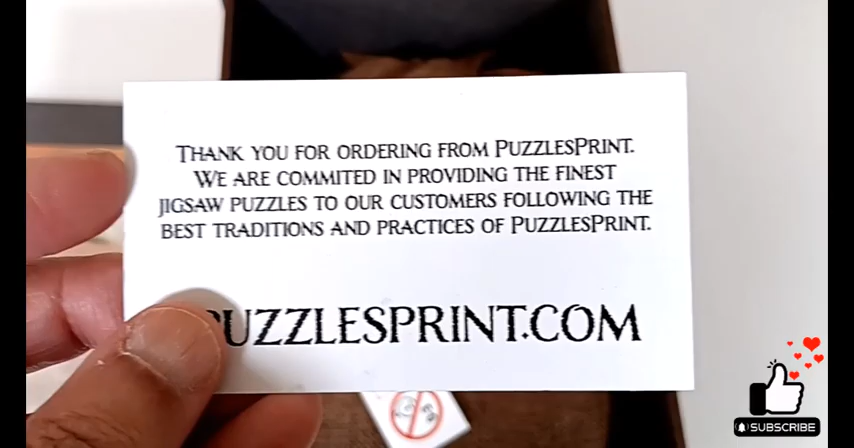 THANK YOU FOR ORDERING FROM PUZZLESPRINT.
WE ARE COMMITED IN PROVIDING THE FINEST
JIGSAW PUZZLES TO OUR CUSTOMERS FOLLOWING THE
BEST TRADITIONS AND PRACTICES OF PUZZLESPRINT.
PUZZLESPRINT.COM
SUBSCRIBE